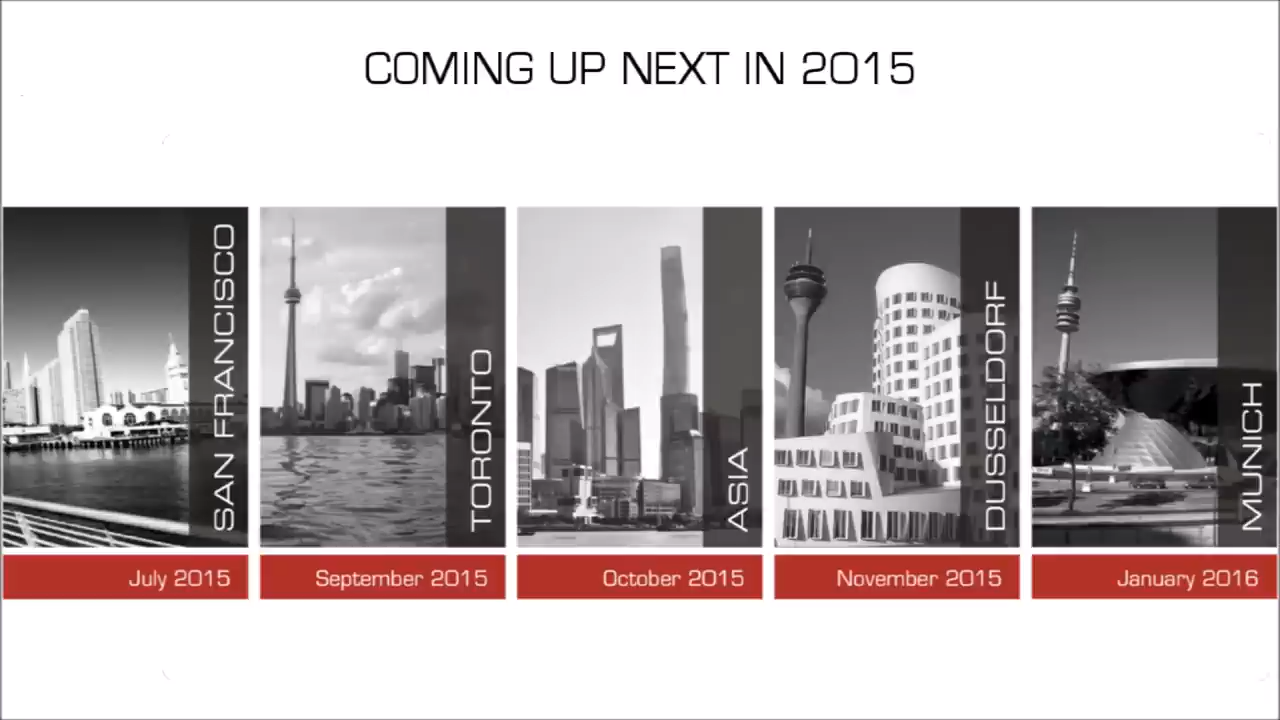 COMING UP NEXT IN 2015
SAN FRANCISCO
July 2015
TORONTO
September 2015
ASIA
October 2015
DUSSELDORF
November 2015
MUNICH
January 2016